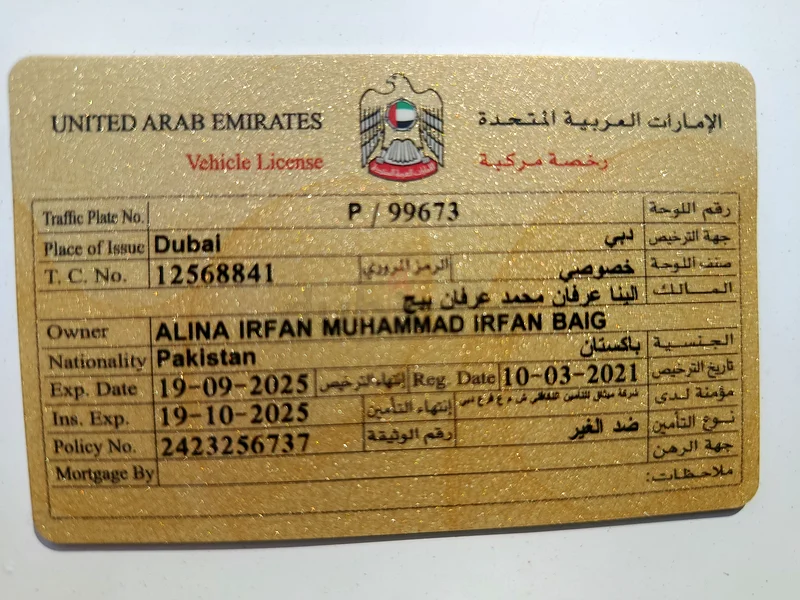 UNITED ARAB EMIRATES الإمارات العربية المتحدة
Vehicle License رخصة مركبة
Traffic Plate No. P / 99673 رقم اللوحة
Place of Issue Dubai دبي جهة الترخيص
T. C. No. 12568841 الرمز المروري خصوصي صنف اللوحة
الينا عرفان محمد عرفان بيج المـــالـــك
Owner ALINA IRFAN MUHAMMAD IRFAN BAIG
Nationality Pakistan باكستان الجنسيـة
Exp. Date 19-09-2025 إنتهاء الترخيص Reg. Date 10-03-2021 تاريخ الترخيص
Ins. Exp. 19-10-2025 إنتهاء التأمين مؤمنة لدى
Policy No. 2423256737 رقم الوثيقة ضد الغير نوع التأمين
Mortgage By جهة الرهن
ملاحظات: